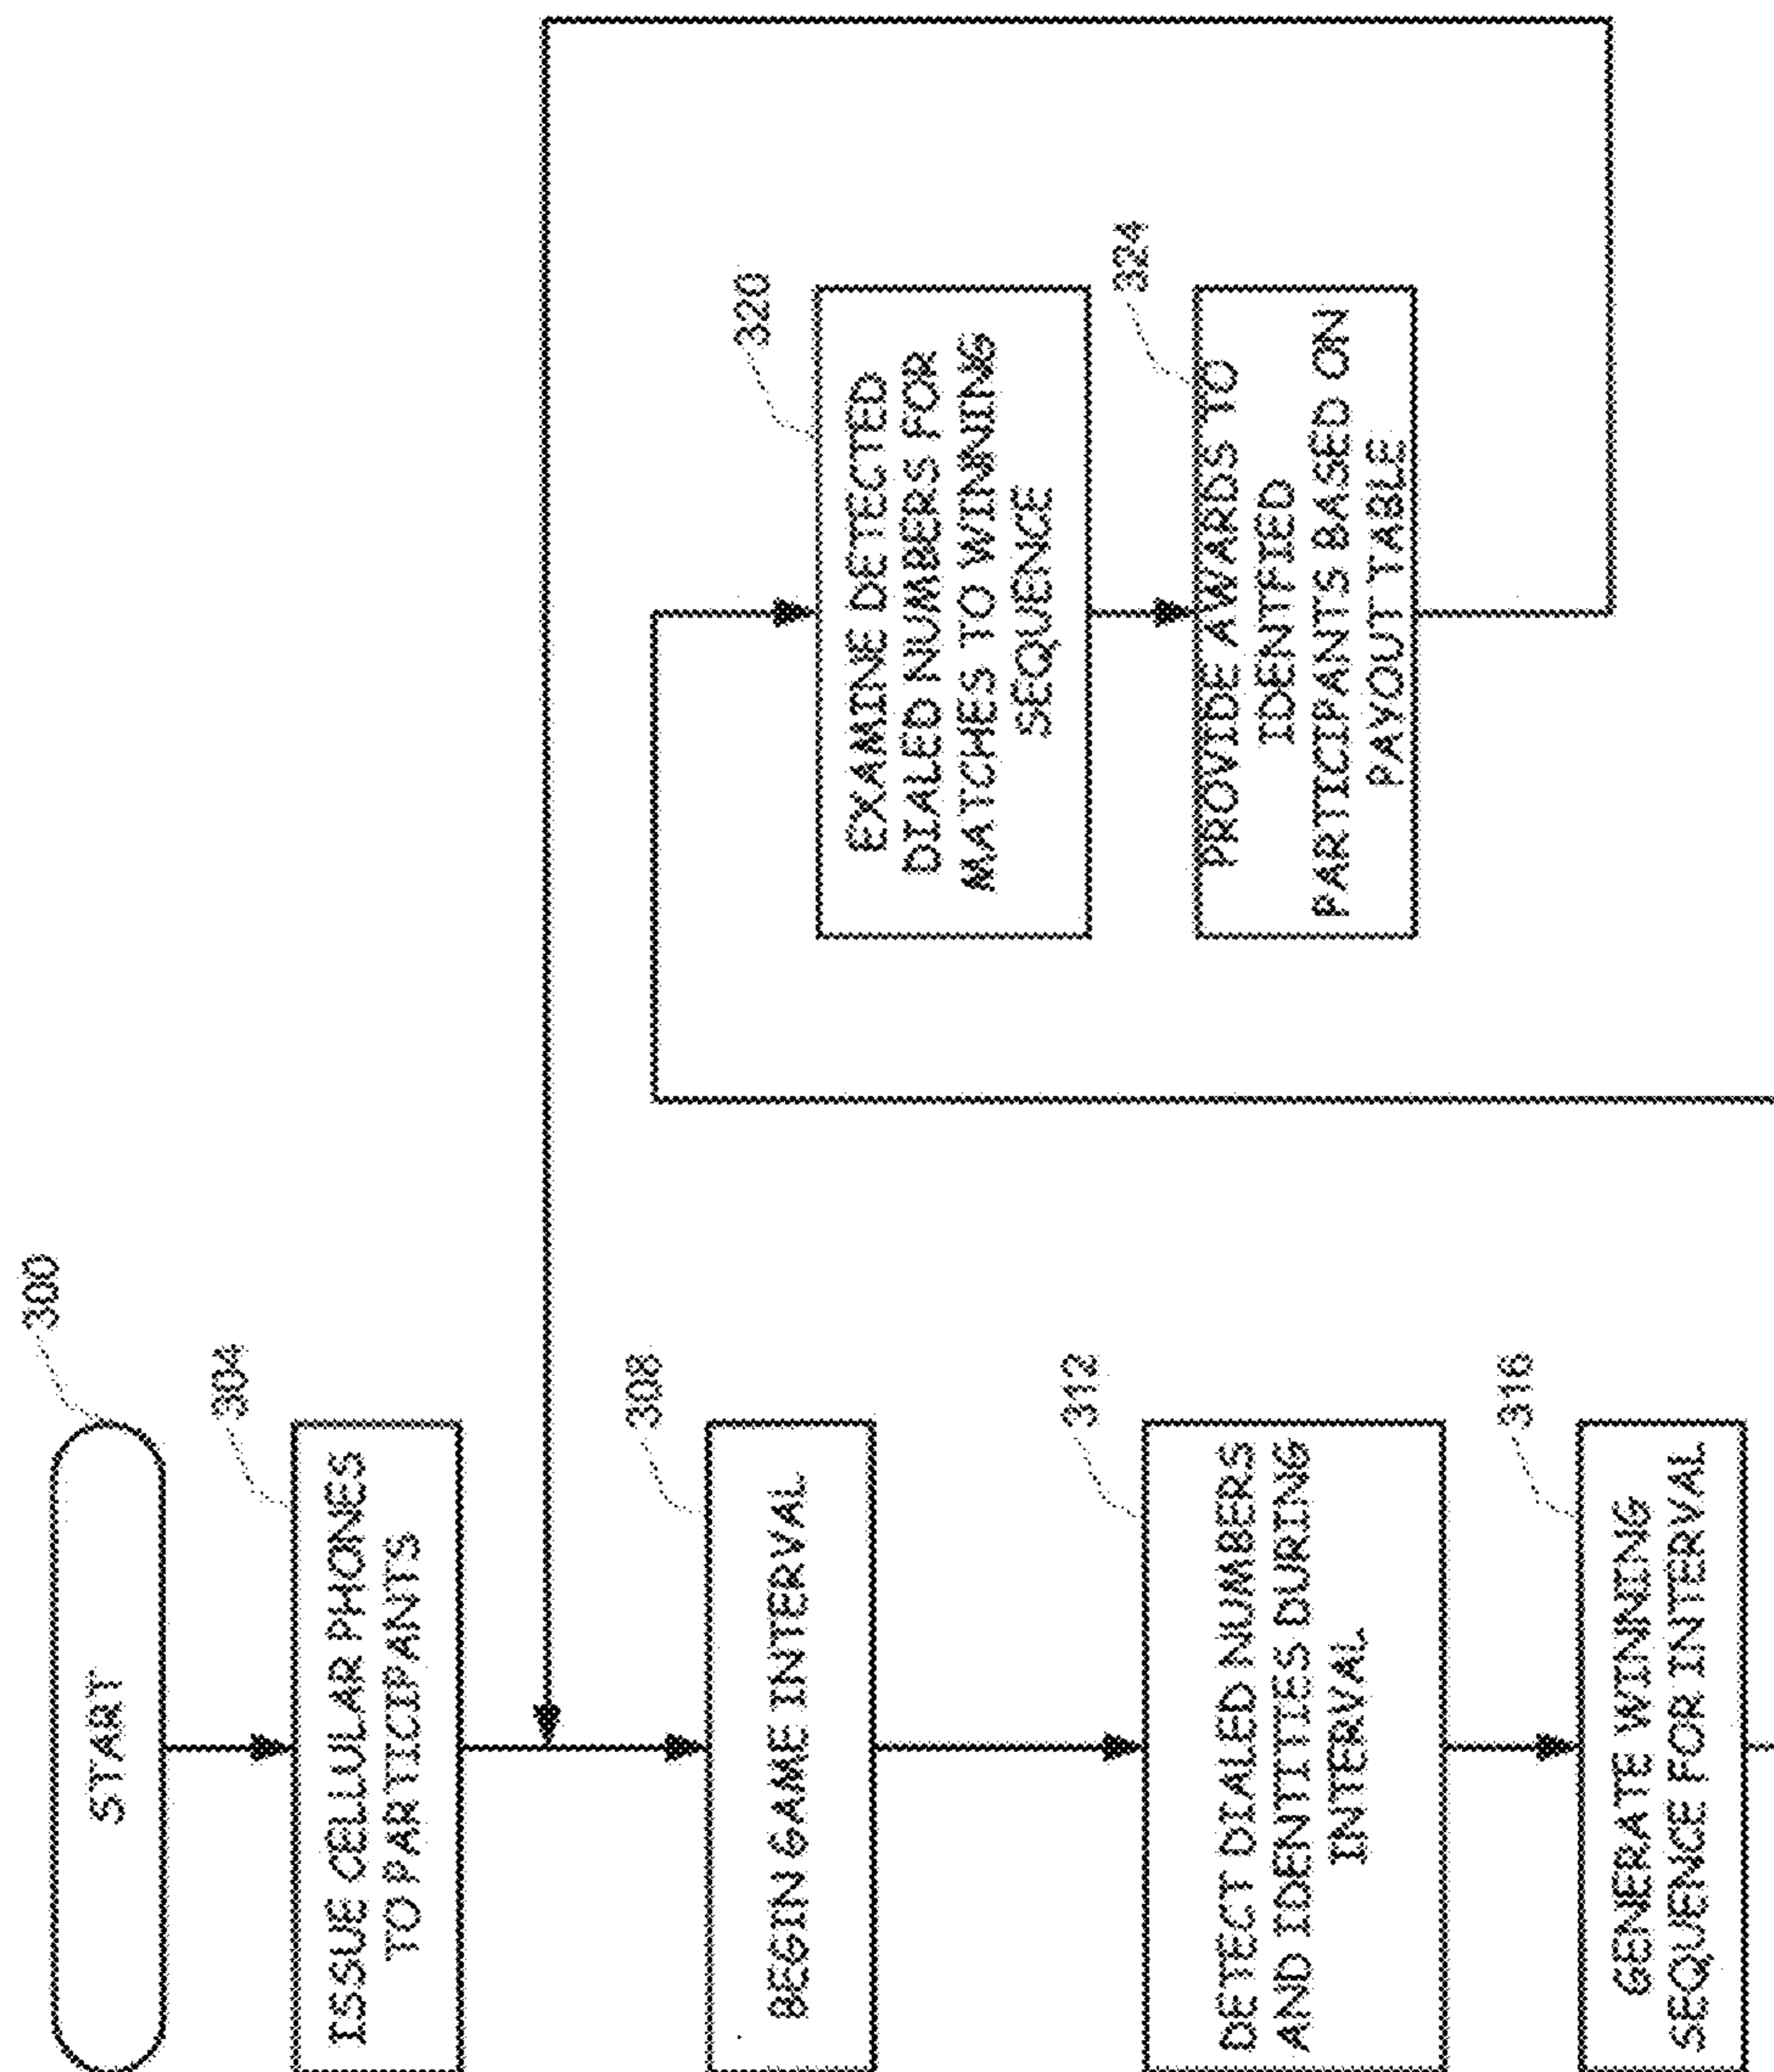 300
START
304
ISSUE CELLULAR PHONES
TO PARTICIPANTS
308
BEGIN GAME INTERVAL
312
DETECT DIALED NUMBERS
AND IDENTITIES DURING
INTERVAL
316
GENERATE WINNING
SEQUENCE FOR INTERVAL
320
EXAMINE DETECTED
DIALED NUMBERS FOR
MATCHES TO WINNING
SEQUENCE
324
PROVIDE AWARDS TO
IDENTFIED
PARTICIPANTS BASED ON
PAYOUT TABLE